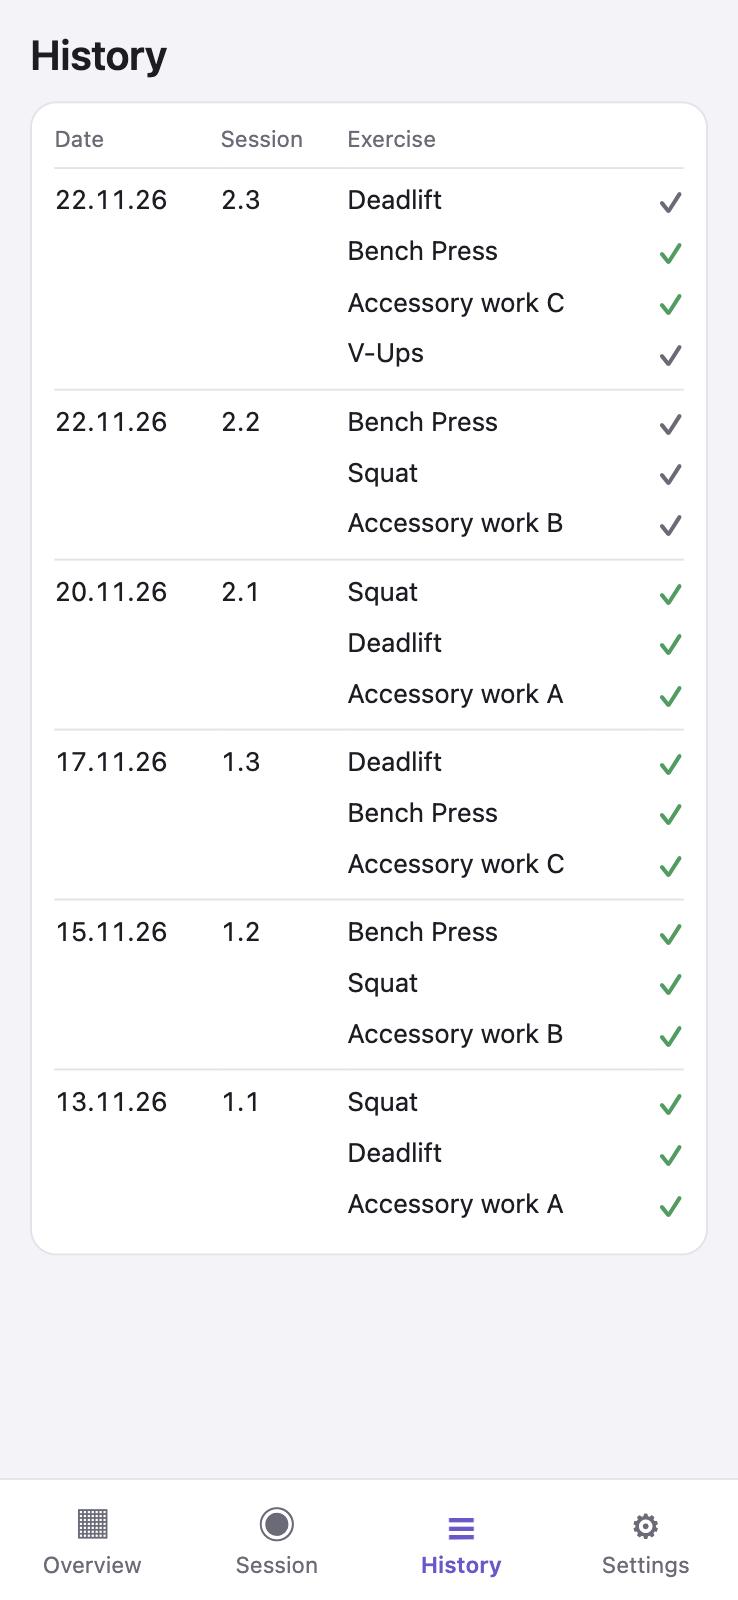 History
Date Session Exercise
22.11.26 2.3 Deadlift ✓
Bench Press ✓
Accessory work C ✓
V-Ups ✓
22.11.26 2.2 Bench Press ✓
Squat ✓
Accessory work B ✓
20.11.26 2.1 Squat ✓
Deadlift ✓
Accessory work A ✓
17.11.26 1.3 Deadlift ✓
Bench Press ✓
Accessory work C ✓
15.11.26 1.2 Bench Press ✓
Squat ✓
Accessory work B ✓
13.11.26 1.1 Squat ✓
Deadlift ✓
Accessory work A ✓
Overview Session History Settings